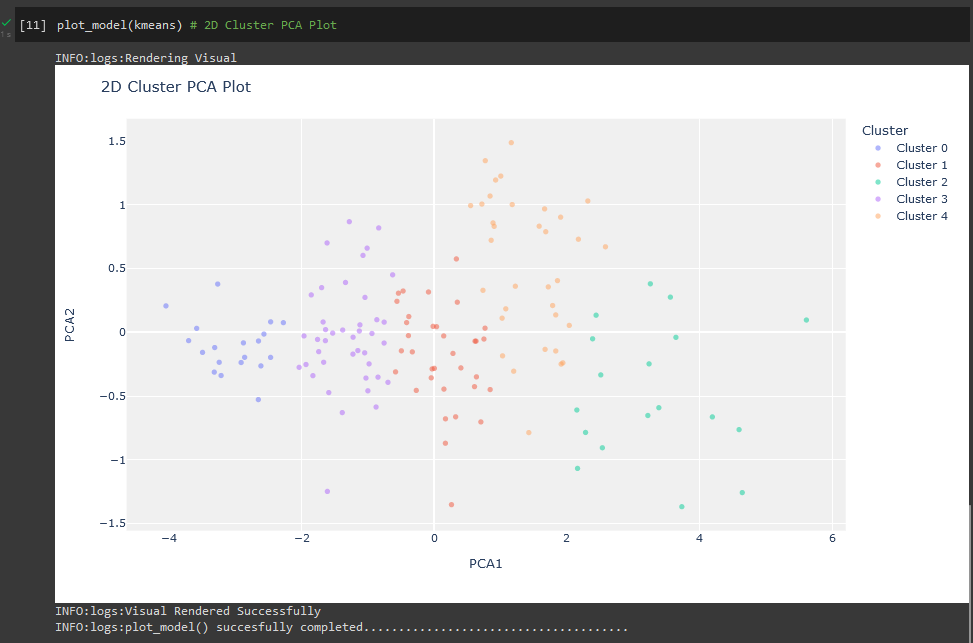 [11] plot_model(kmeans) # 2D Cluster PCA Plot
1s
INFO:logs:Rendering Visual
2D Cluster PCA Plot
Cluster
Cluster 0
Cluster 1
Cluster 2
Cluster 3
Cluster 4
1.5
1
0.5
0
−0.5
−1
−1.5
PCA2
−4 −2 0 2 4 6
PCA1
INFO:logs:Visual Rendered Successfully
INFO:logs:plot_model() succesfully completed......................................